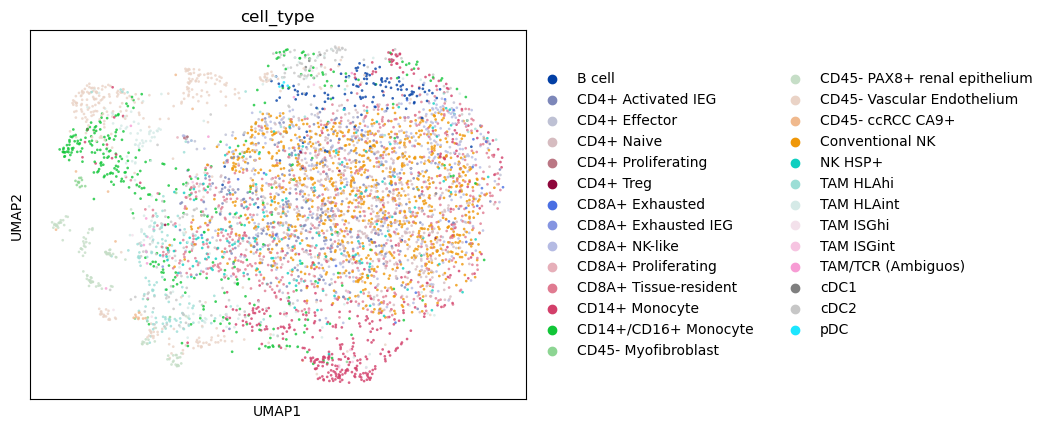 cell_type
UMAP2
UMAP1
B cell
CD4+ Activated IEG
CD4+ Effector
CD4+ Naive
CD4+ Proliferating
CD4+ Treg
CD8A+ Exhausted
CD8A+ Exhausted IEG
CD8A+ NK-like
CD8A+ Proliferating
CD8A+ Tissue-resident
CD14+ Monocyte
CD14+/CD16+ Monocyte
CD45- Myofibroblast
CD45- PAX8+ renal epithelium
CD45- Vascular Endothelium
CD45- ccRCC CA9+
Conventional NK
NK HSP+
TAM HLAhi
TAM HLAint
TAM ISGhi
TAM ISGint
TAM/TCR (Ambiguos)
cDC1
cDC2
pDC